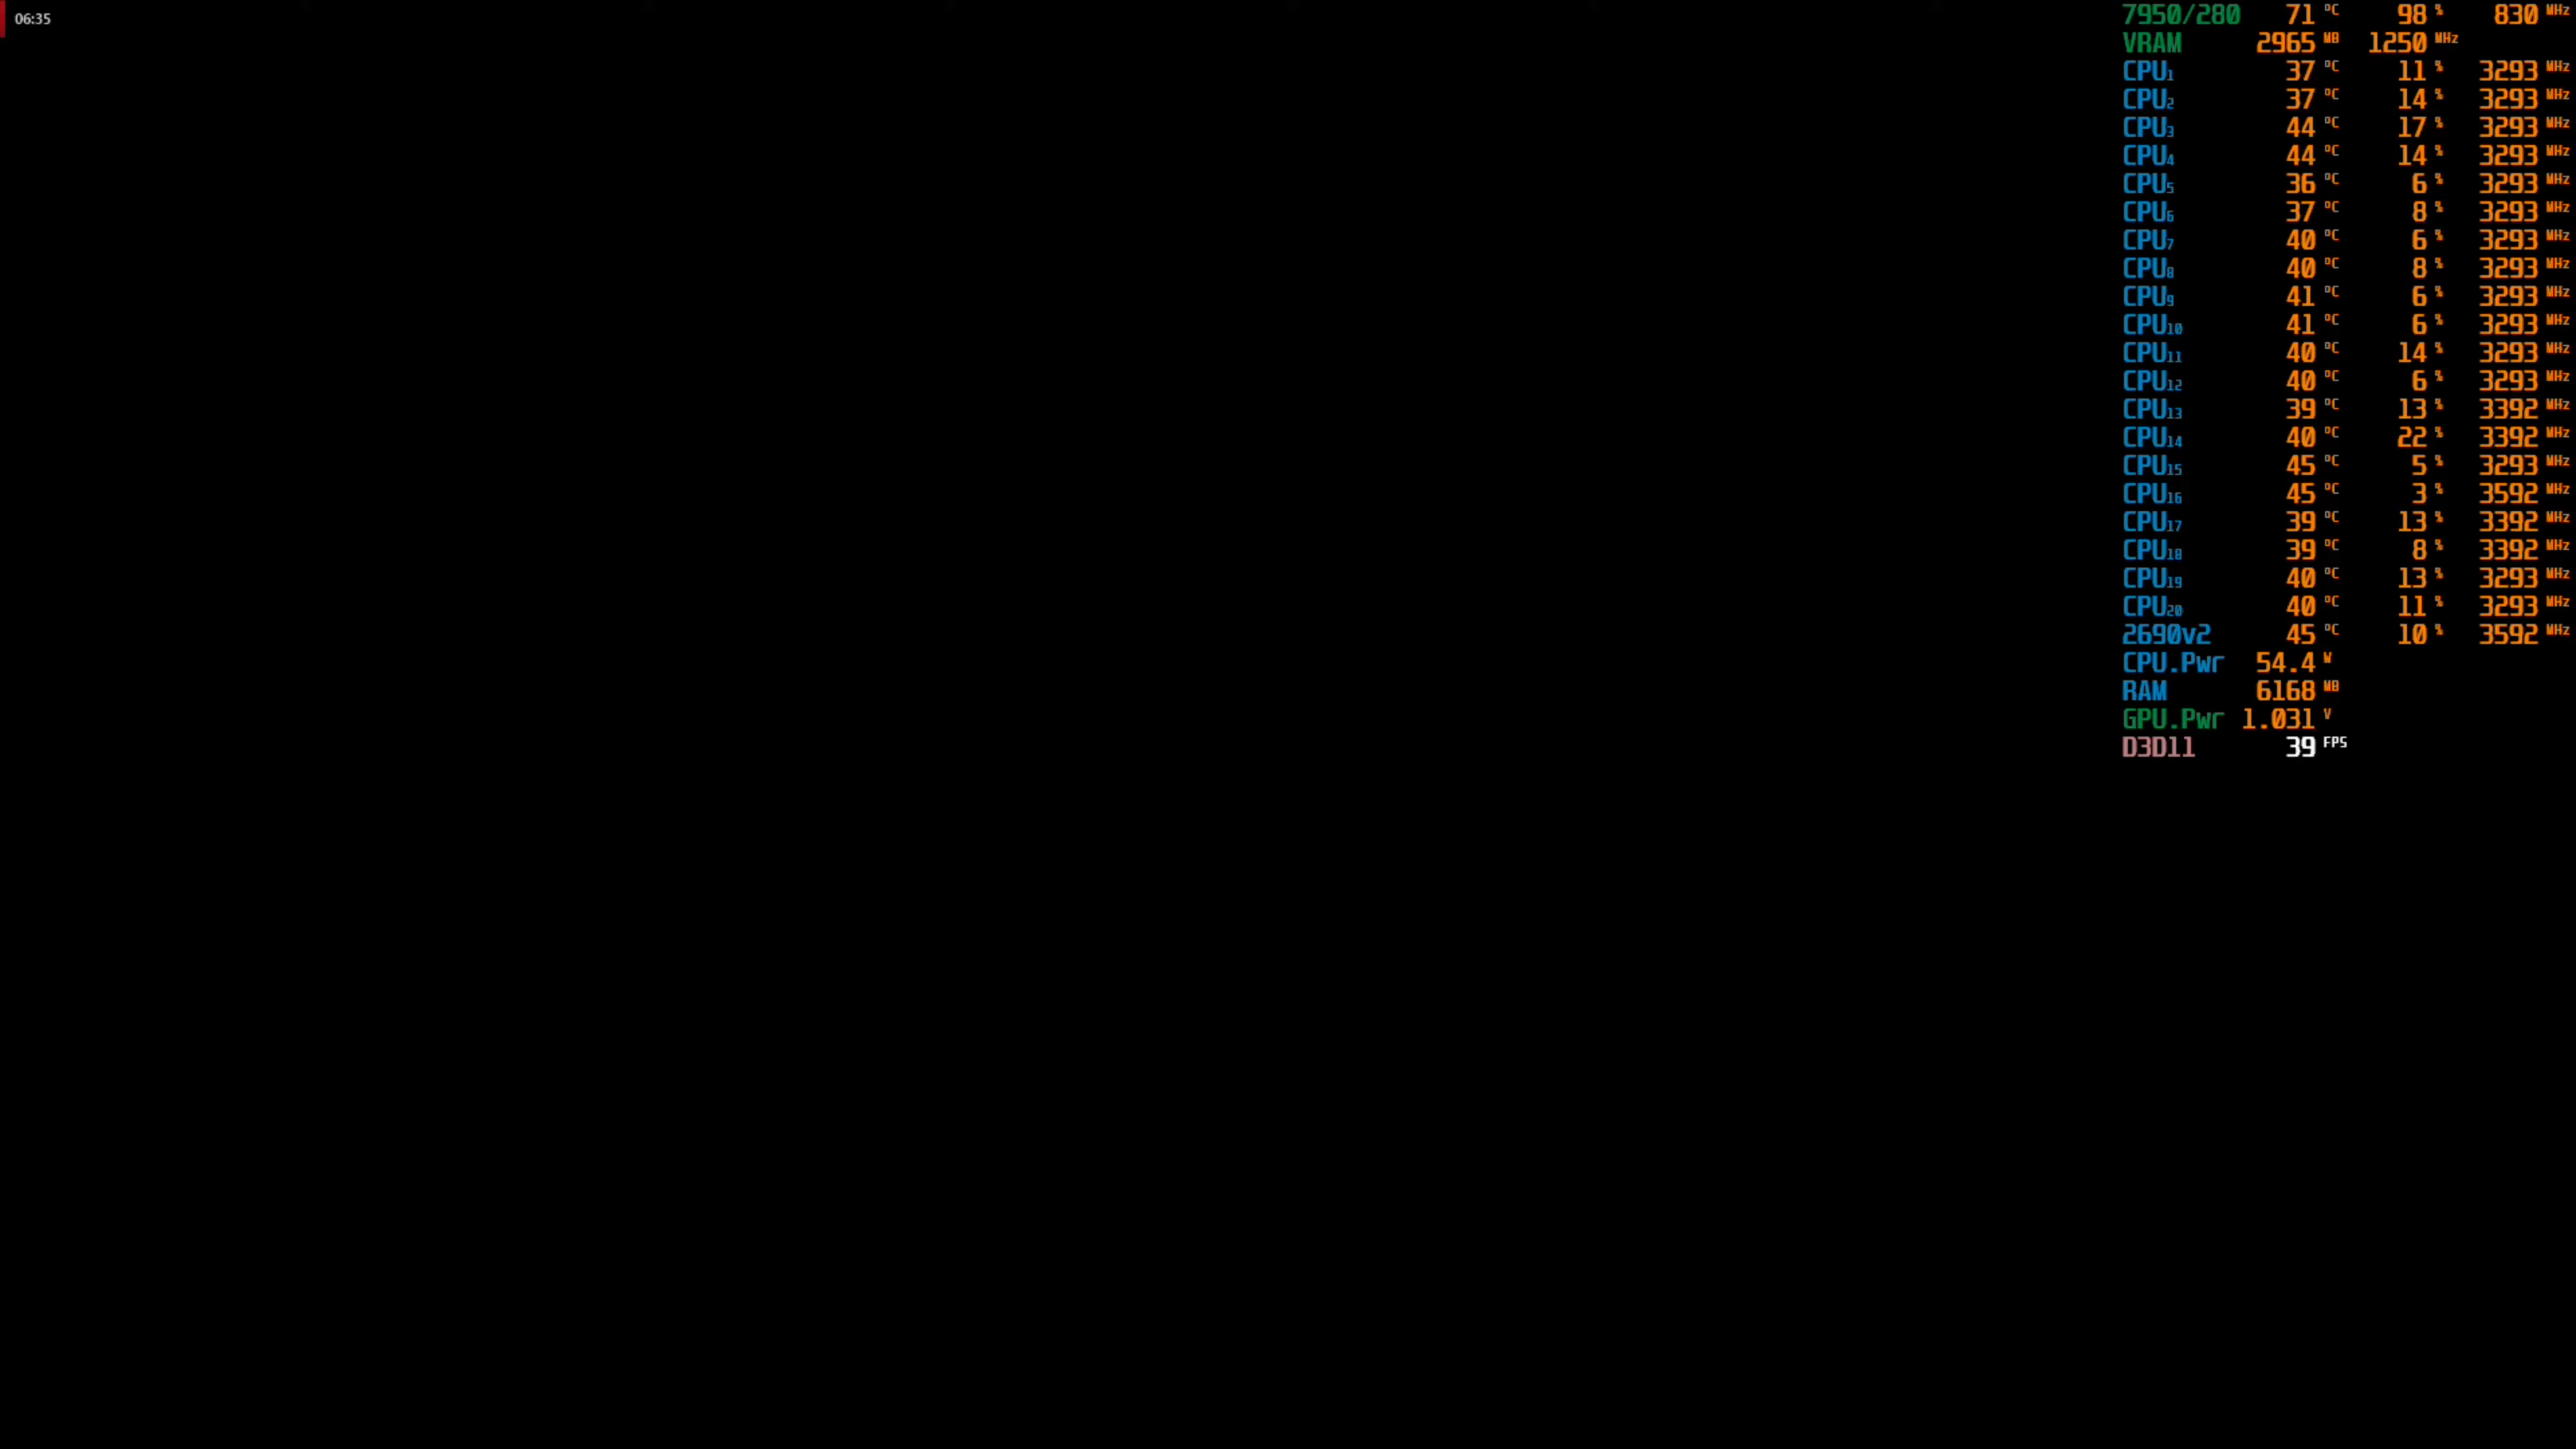 06:35
7950/280 71 °C 98 % 830 MHz
VRAM 2965 MB 1250 MHz
CPU1 37 °C 11 % 3293 MHz
CPU2 37 °C 14 % 3293 MHz
CPU3 44 °C 17 % 3293 MHz
CPU4 44 °C 14 % 3293 MHz
CPU5 36 °C 6 % 3293 MHz
CPU6 37 °C 8 % 3293 MHz
CPU7 40 °C 6 % 3293 MHz
CPU8 40 °C 8 % 3293 MHz
CPU9 41 °C 6 % 3293 MHz
CPU10 41 °C 6 % 3293 MHz
CPU11 40 °C 14 % 3293 MHz
CPU12 40 °C 6 % 3293 MHz
CPU13 39 °C 13 % 3392 MHz
CPU14 40 °C 22 % 3392 MHz
CPU15 45 °C 5 % 3293 MHz
CPU16 45 °C 3 % 3592 MHz
CPU17 39 °C 13 % 3392 MHz
CPU18 39 °C 8 % 3392 MHz
CPU19 40 °C 13 % 3293 MHz
CPU20 40 °C 11 % 3293 MHz
2690v2 45 °C 10 % 3592 MHz
CPU.Pwr 54.4 W
RAM 6168 MB
GPU.Pwr 1.031 V
D3D11 39 FPS